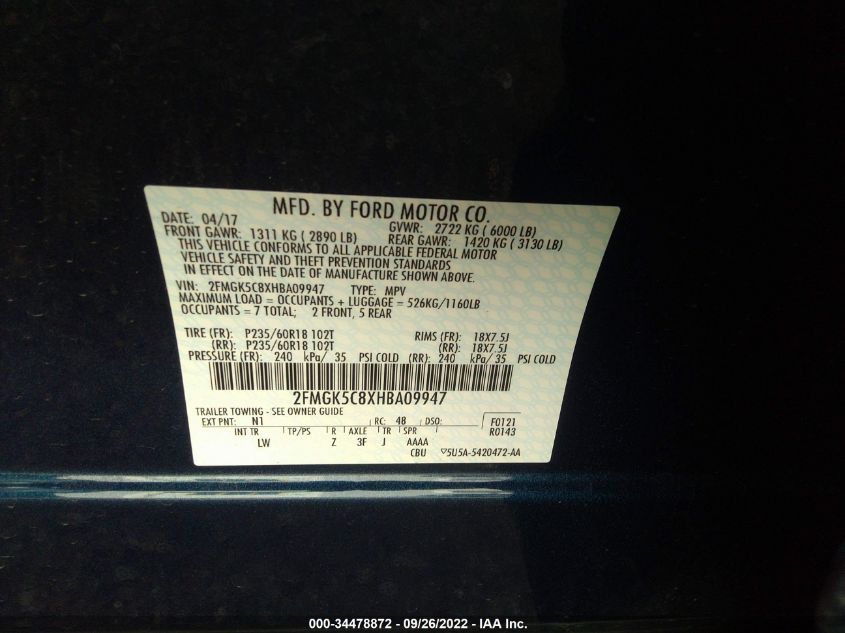 MFD. BY FORD MOTOR CO.
DATE: 04/17 GVWR: 2722 KG ( 6000 LB)
FRONT GAWR: 1311 KG ( 2890 LB) REAR GAWR: 1420 KG ( 3130 LB)
THIS VEHICLE CONFORMS TO ALL APPLICABLE FEDERAL MOTOR
VEHICLE SAFETY AND THEFT PREVENTION STANDARDS
IN EFFECT ON THE DATE OF MANUFACTURE SHOWN ABOVE.
VIN: 2FMGK5C8XHBA09947 TYPE: MPV
MAXIMUM LOAD = OCCUPANTS + LUGGAGE = 526KG/1160LB
OCCUPANTS = 7 TOTAL; 2 FRONT, 5 REAR
TIRE (FR): P235/60R18 102T RIMS (FR): 18X7.5J
(RR): P235/60R18 102T (RR): 18X7.5J
PRESSURE (FR): 240 kPa/ 35 PSI COLD (RR): 240 kPa/ 35 PSI COLD
2FMGK5C8XHBA09947
TRAILER TOWING - SEE OWNER GUIDE
EXT PNT: N1 RC: 48 DSO: F0121
INT TR TP/PS R AXLE TR SPR R0143
LW Z 3F J AAAA
CBU 5U5A-5420472-AA
000-34478872 - 09/26/2022 - IAA Inc.